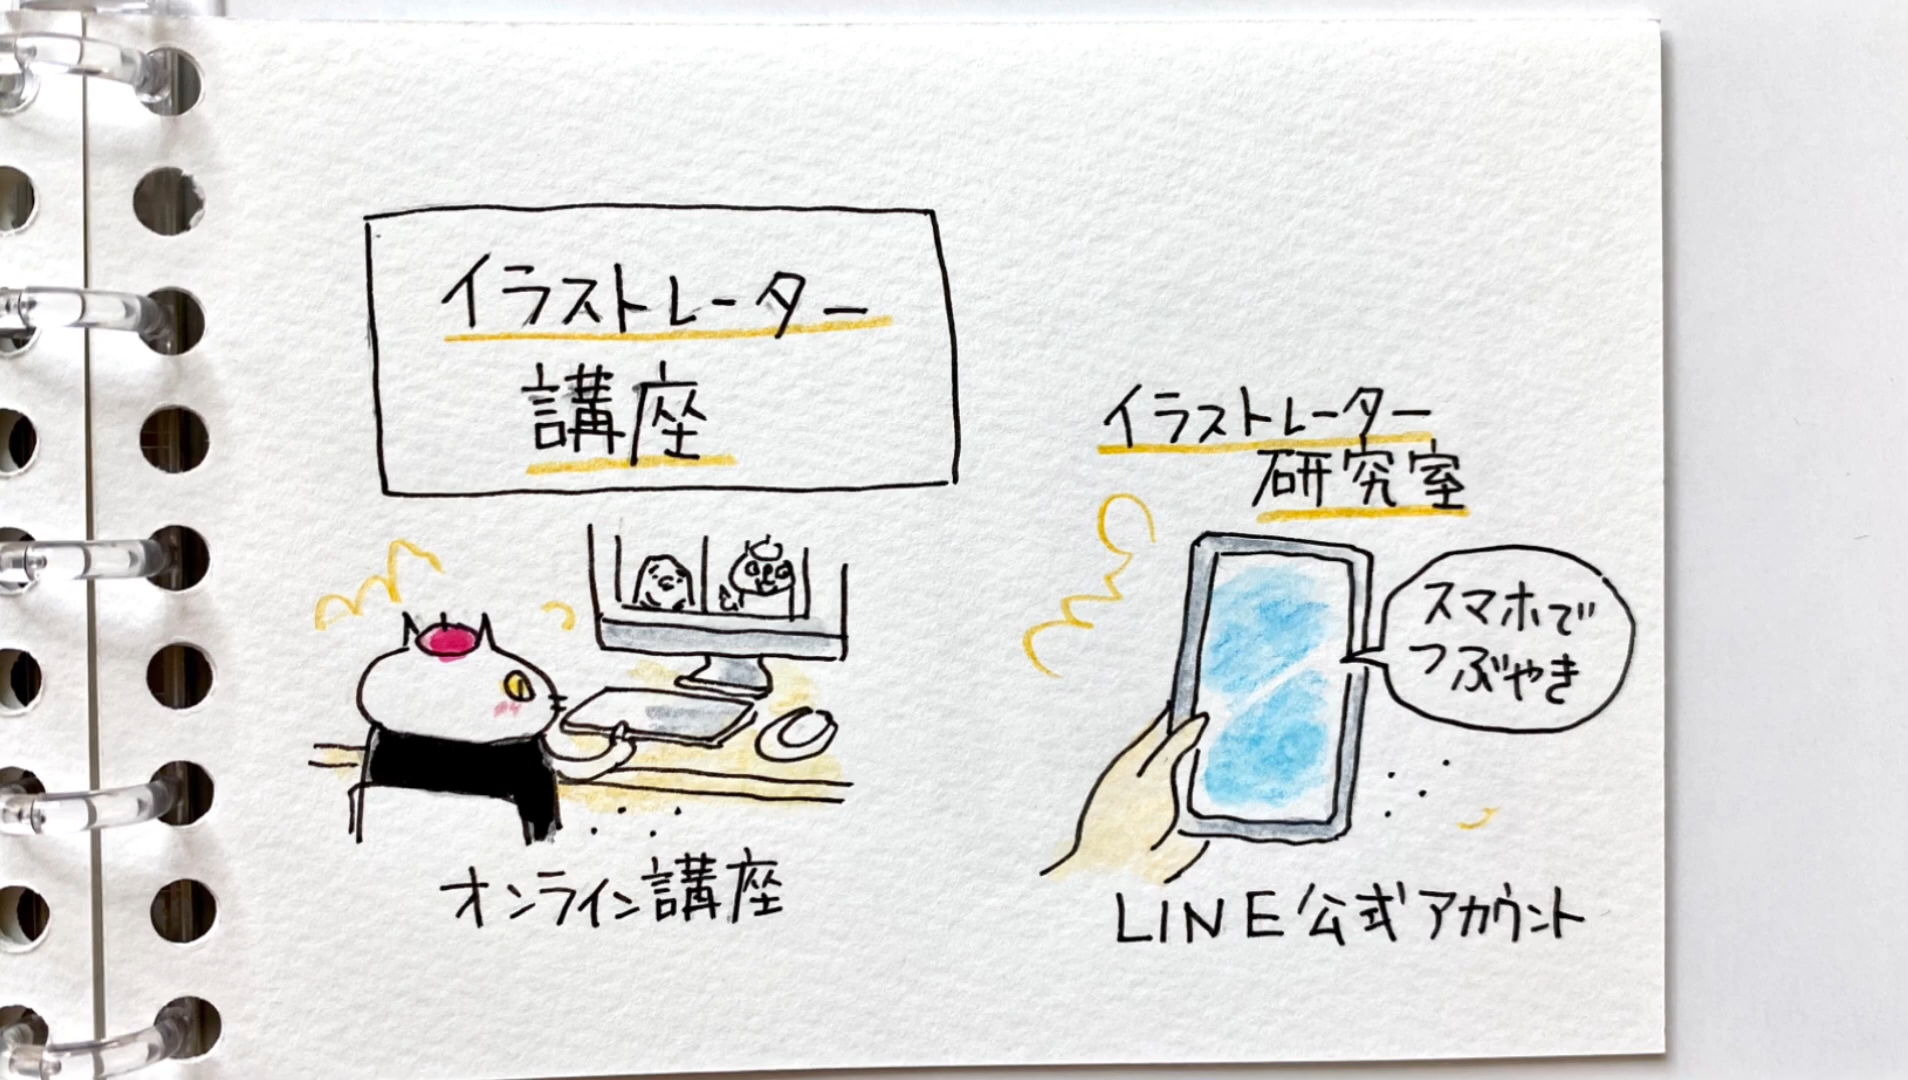 イラストレーター
講座
オンライン講座
イラストレーター
研究室
スマホで
つぶやき
LINE公式アカウント